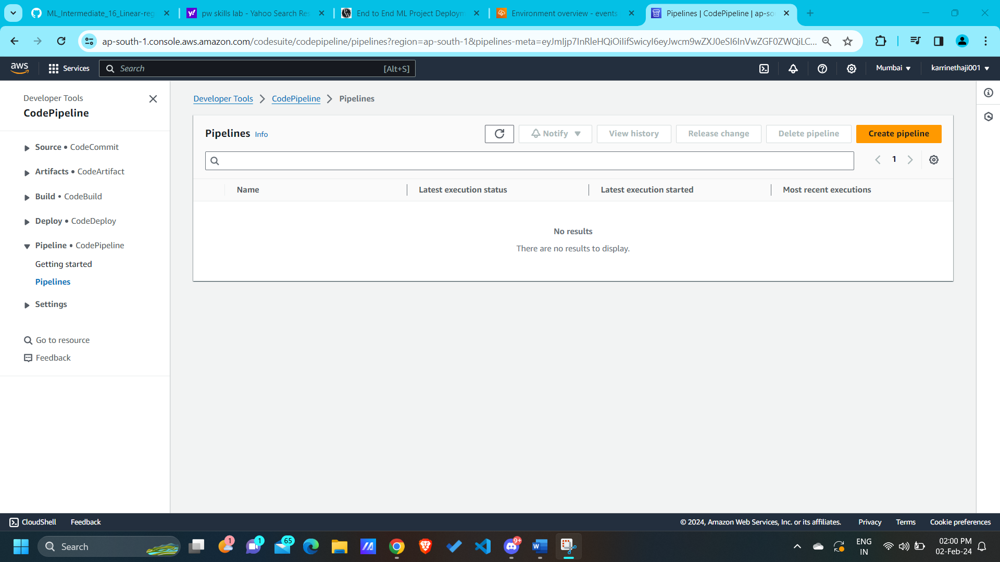 ML_Intermediate_16_Linear-reg
pw skills lab - Yahoo Search Res
End to End ML Project Deploym
Environment overview - events
Pipelines | CodePipeline | ap-so
ap-south-1.console.aws.amazon.com/codesuite/codepipeline/pipelines?region=ap-south-1&pipelines-meta=eyJmIjp7InRleHQiOiIifSwicyI6eyJwcm9wZXJ0eSI6InVwZGF0ZWQiLC...
aws
Services
Search
[Alt+S]
Mumbai
karrinethaji001
Developer Tools
CodePipeline
Source • CodeCommit
Artifacts • CodeArtifact
Build • CodeBuild
Deploy • CodeDeploy
Pipeline • CodePipeline
Getting started
Pipelines
Settings
Go to resource
Feedback
Developer Tools
CodePipeline
Pipelines
Pipelines Info
Notify
View history
Release change
Delete pipeline
Create pipeline
1
Name
Latest execution status
Latest execution started
Most recent executions
No results
There are no results to display.
CloudShell
Feedback
© 2024, Amazon Web Services, Inc. or its affiliates.
Privacy
Terms
Cookie preferences
Search
1
1
65
9+
ENG
IN
02:00 PM
02-Feb-24